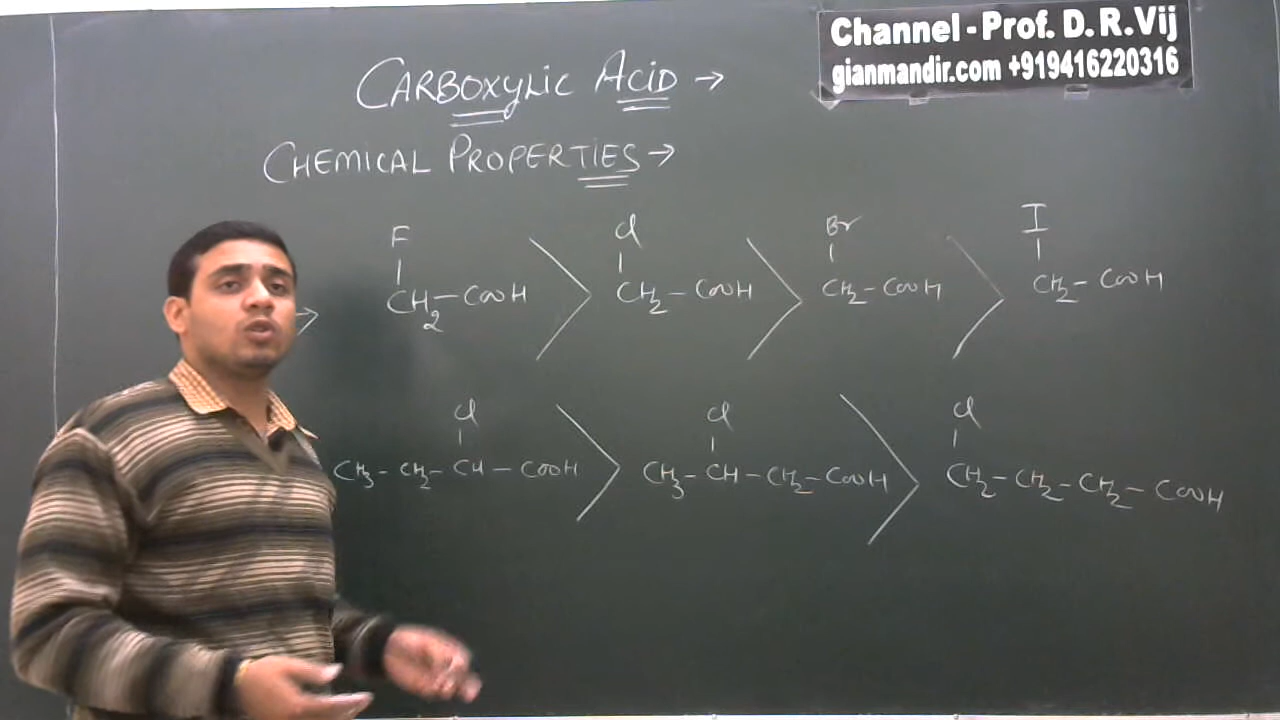 Channel - Prof. D. R. Vij
gianmandir.com +919416220316
CARBOXYLIC ACID →
CHEMICAL PROPERTIES →
F Cl Br I
→ CH2-COOH > CH2-COOH > CH2-COOH > CH2-COOH
Cl Cl Cl
CH3-CH2-CH-COOH > CH3-CH-CH2-COOH > CH2-CH2-CH2-COOH